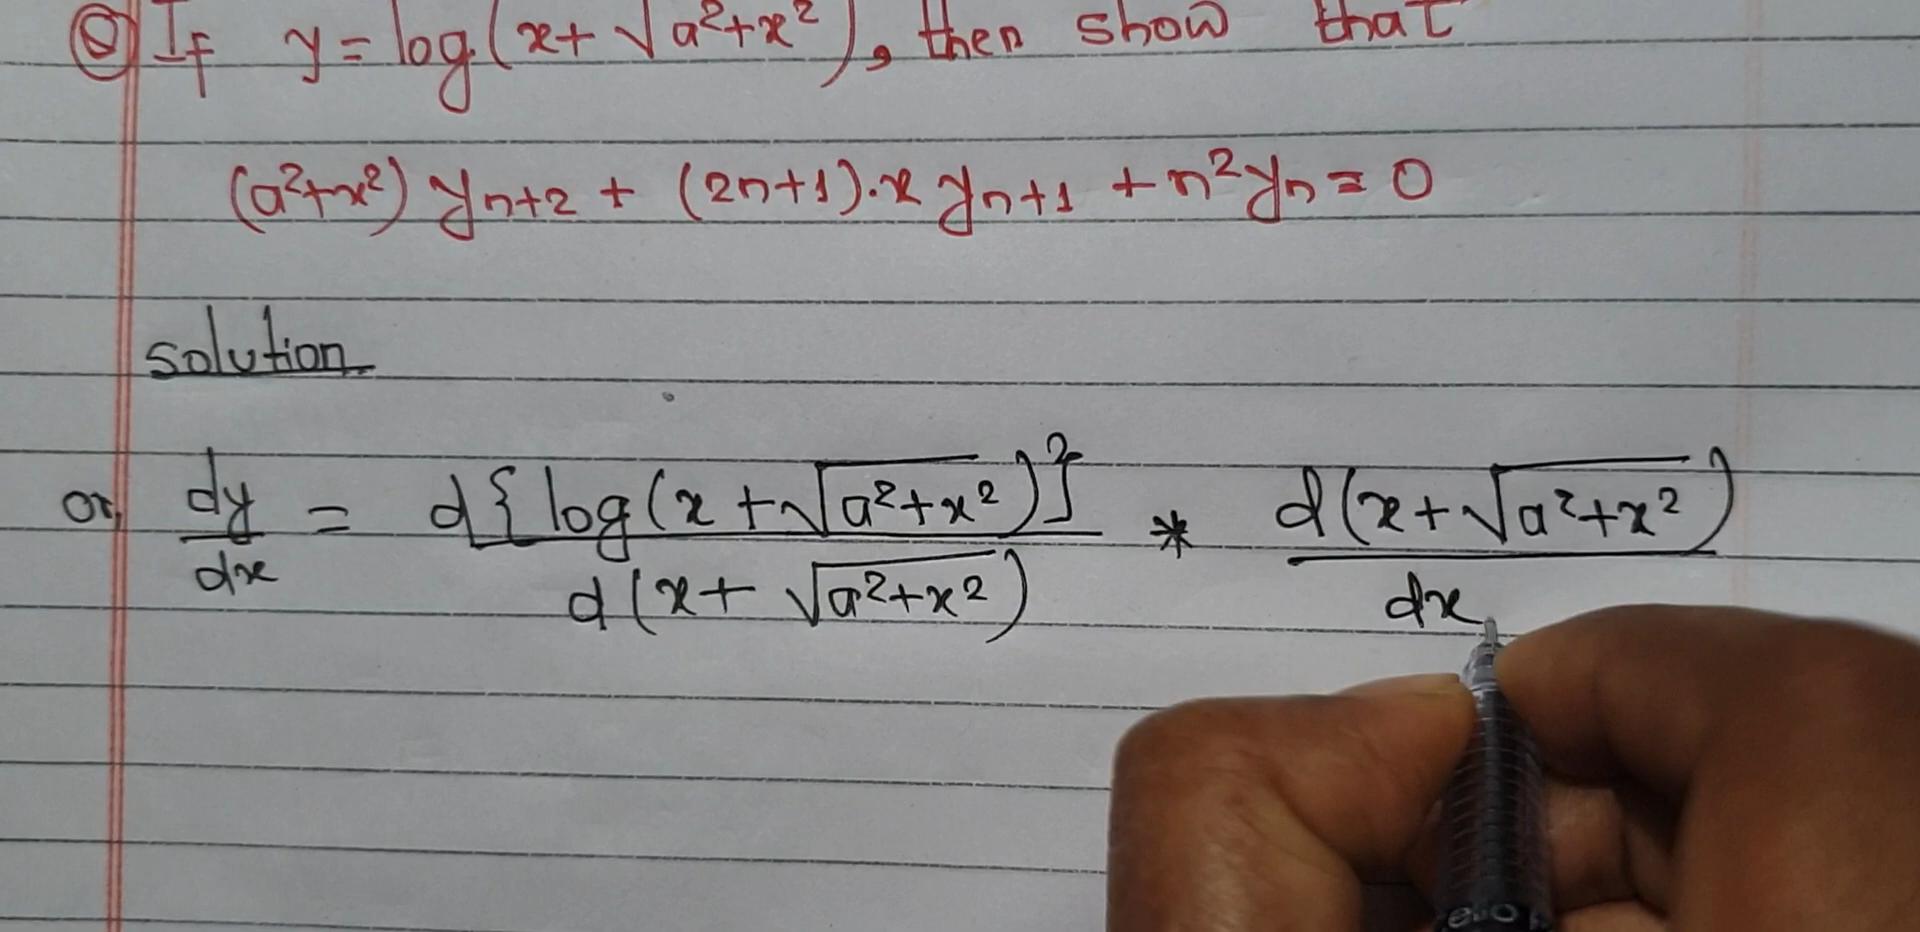 Q If y = log(x + √a²+x²), then show that
(a²+x²) yn+2 + (2n+1).x yn+1 + n²yn = 0
solution
or, dy/dx = d{log(x + √a²+x²)}/d(x + √a²+x²) * d(x + √a²+x²)/dx